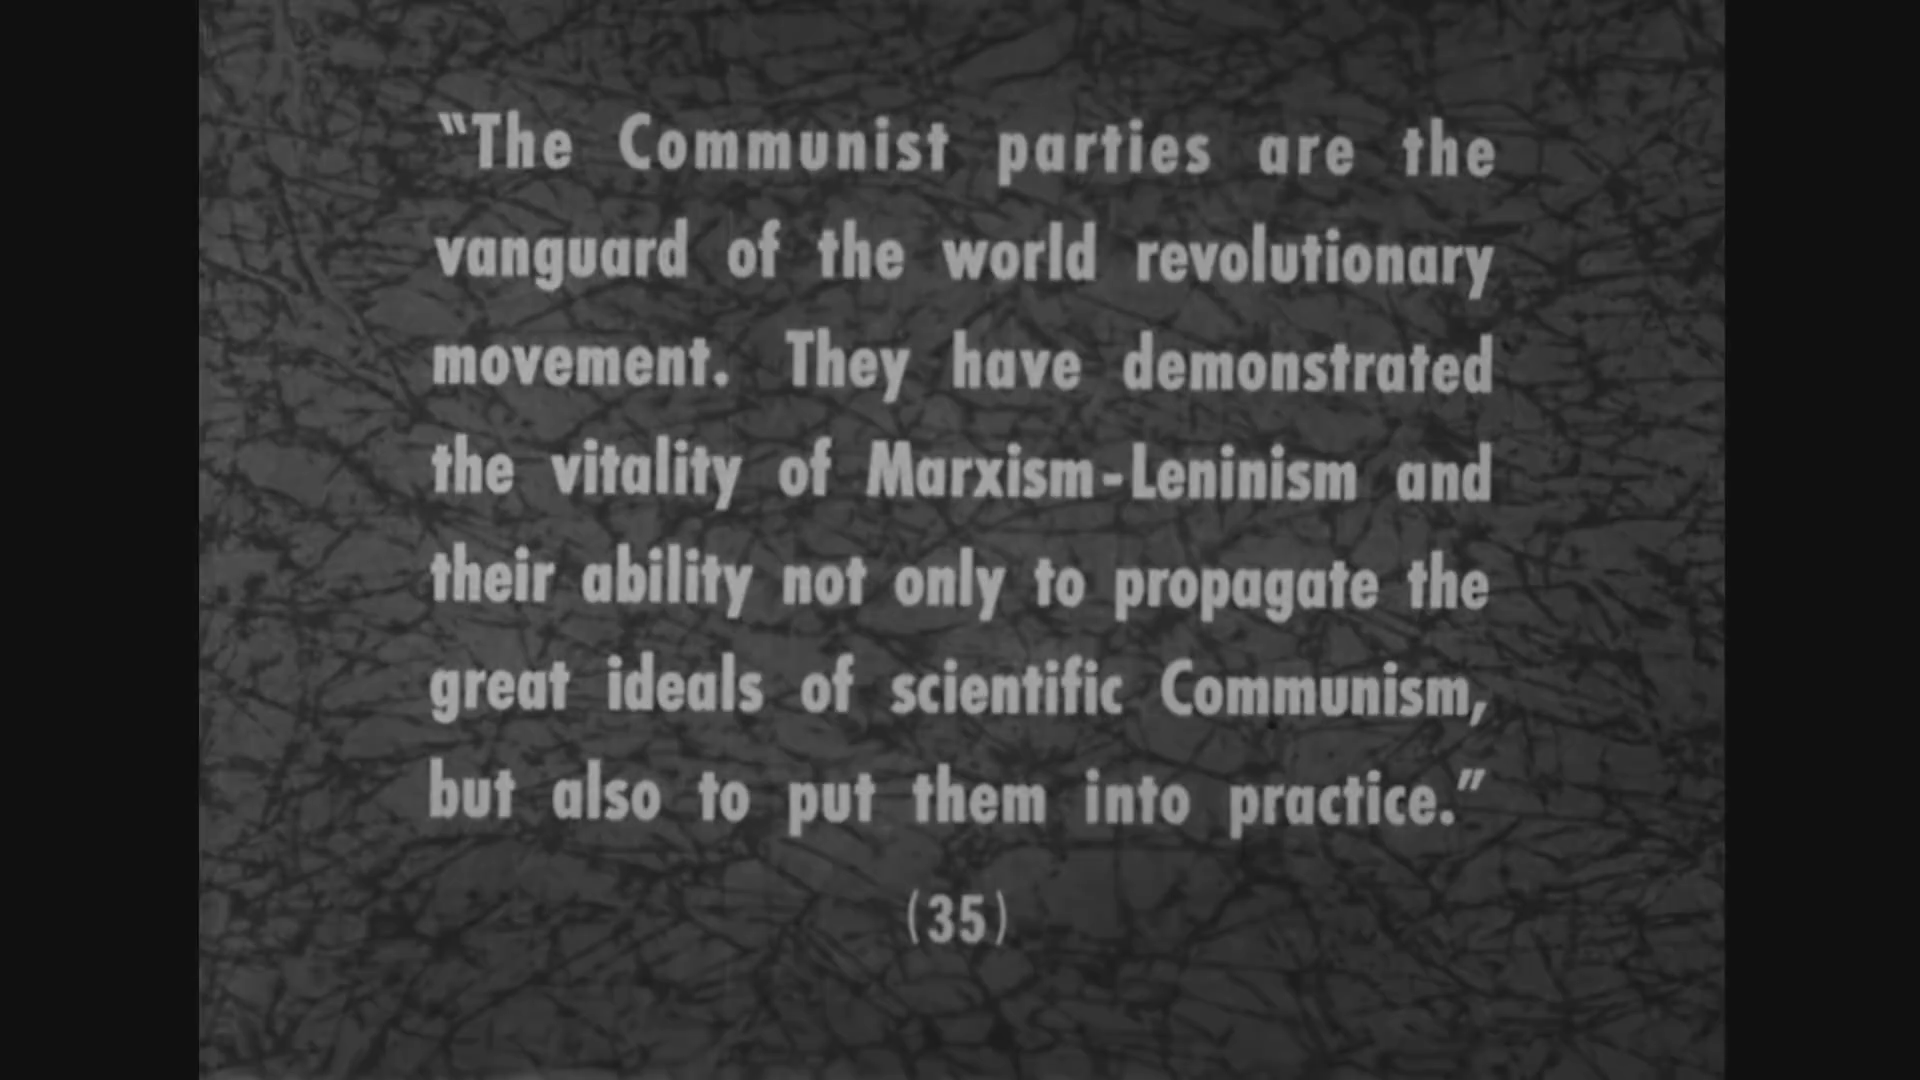 “The Communist parties are the
vanguard of the world revolutionary
movement. They have demonstrated
the vitality of Marxism-Leninism and
their ability not only to propagate the
great ideals of scientific Communism,
but also to put them into practice.”
(35)